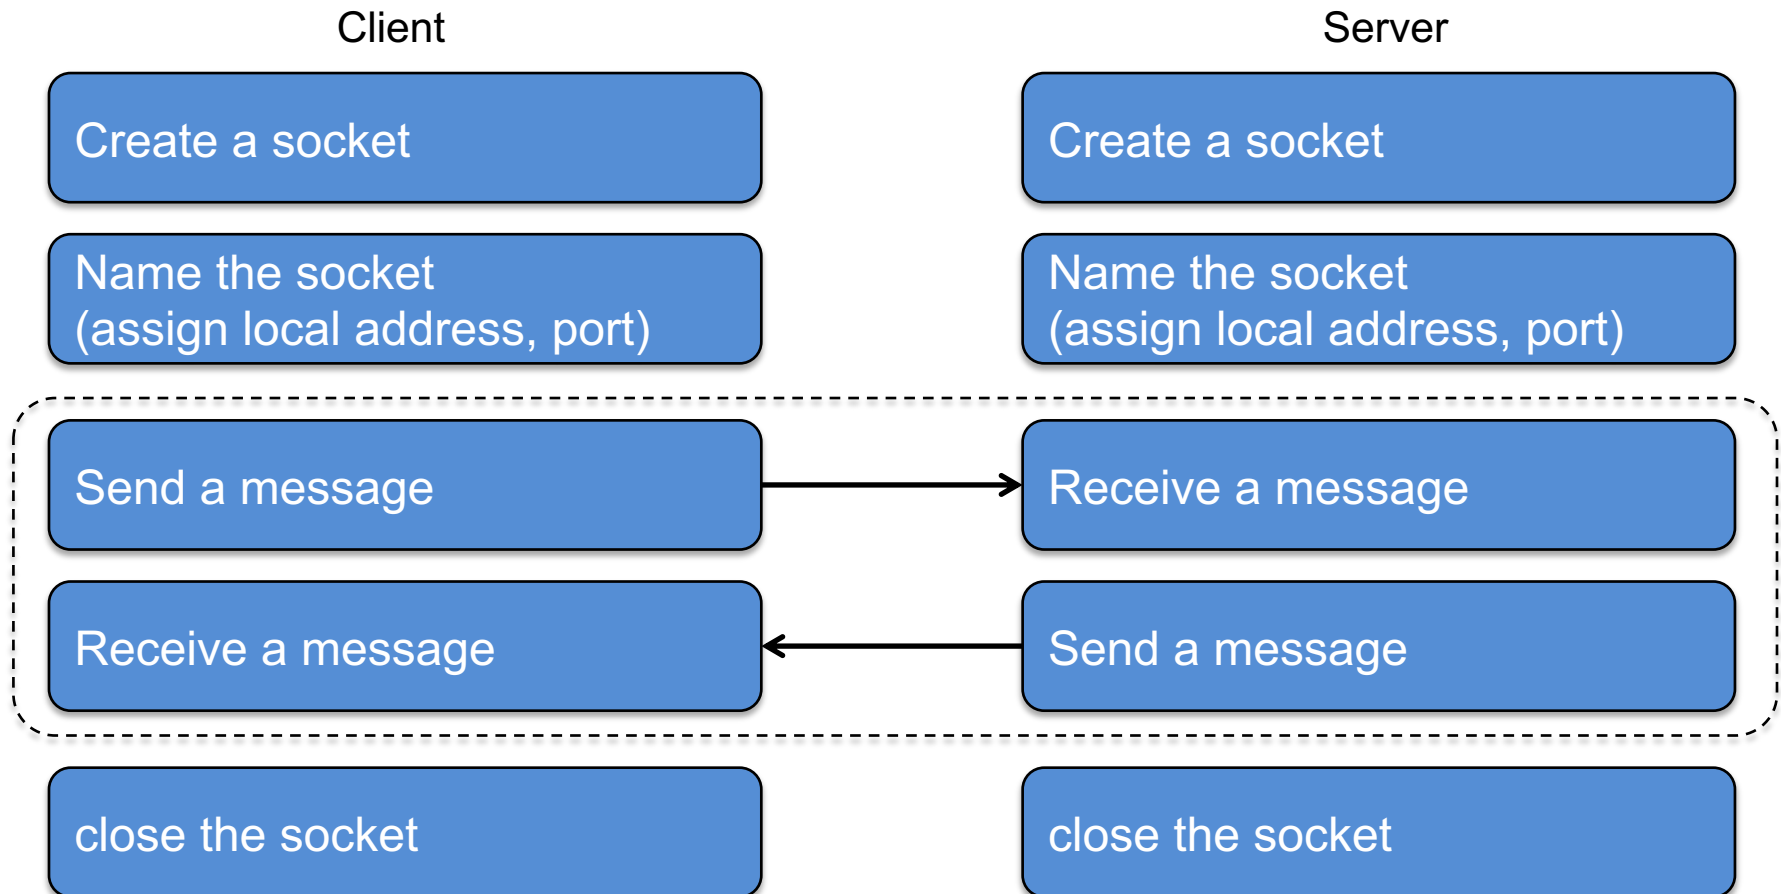 Client
Server
Create a socket
Create a socket
Name the socket
(assign local address, port)
Name the socket
(assign local address, port)
Send a message
Receive a message
Receive a message
Send a message
close the socket
close the socket